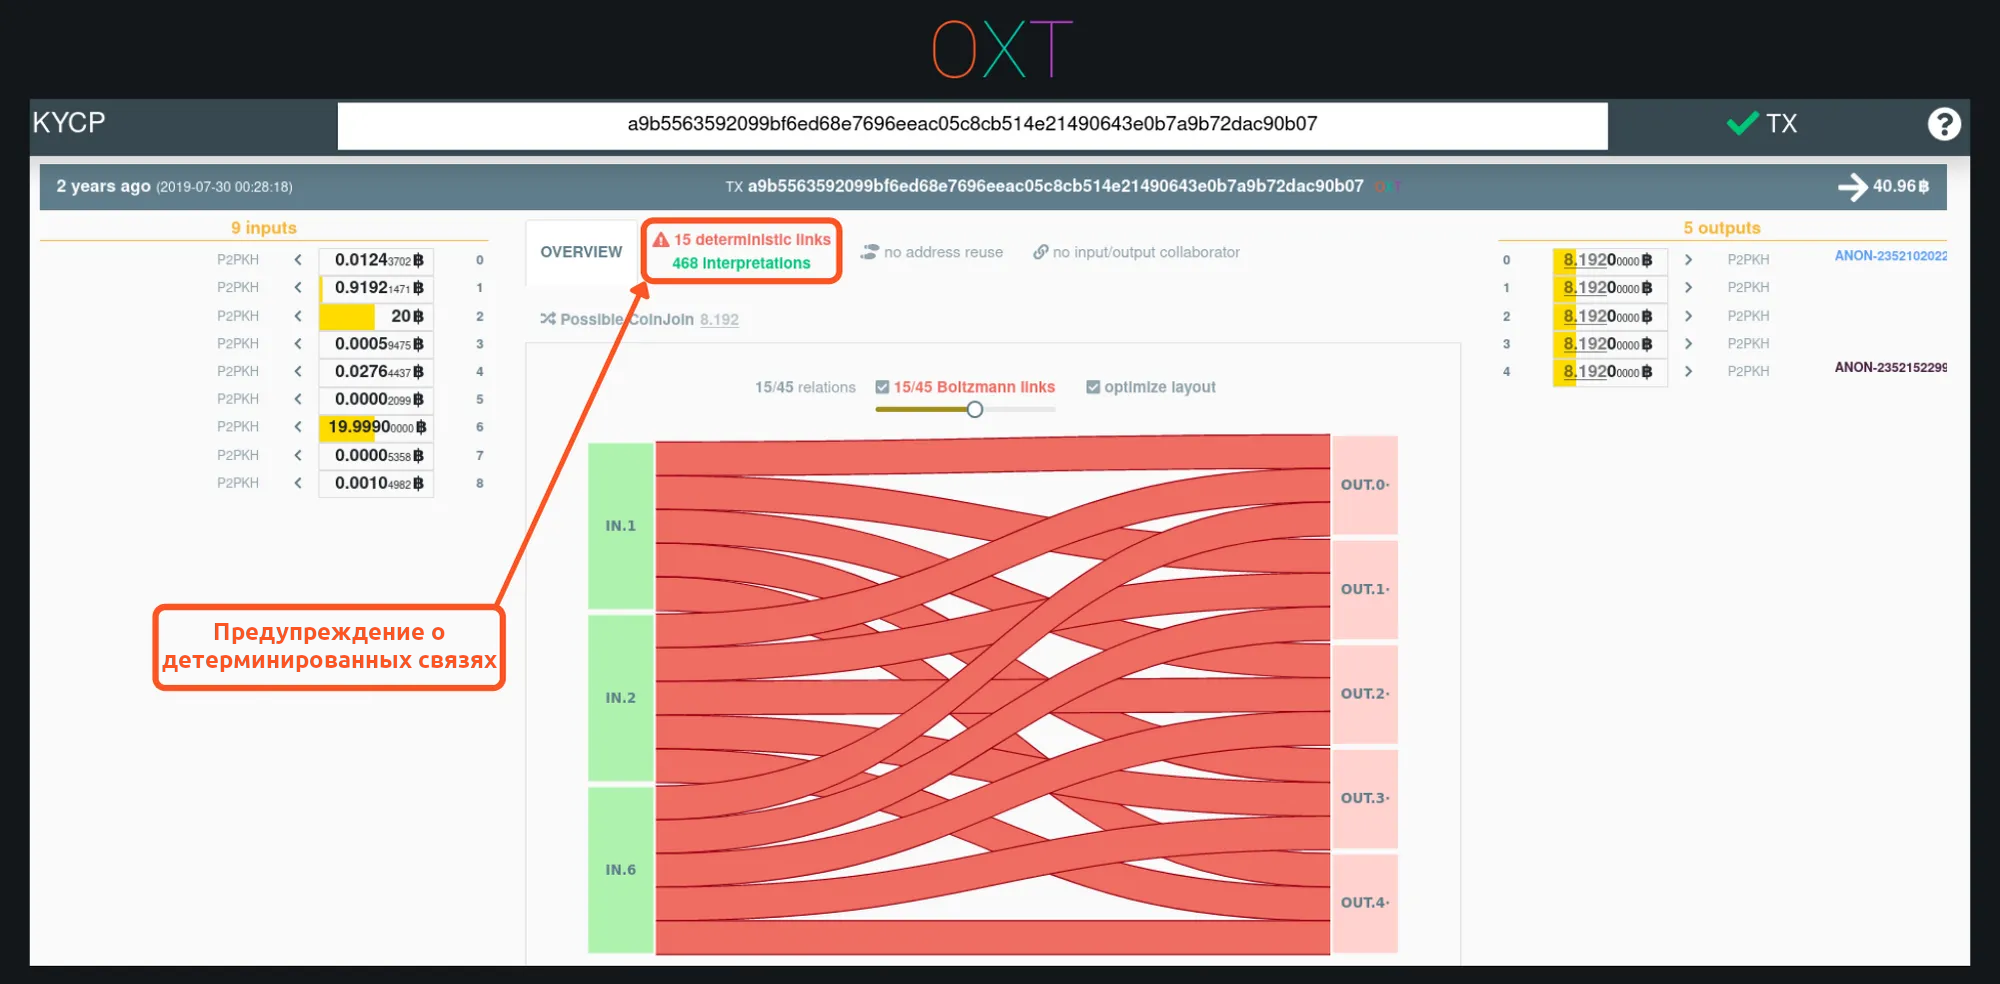 OXT
KYCP
a9b5563592099bf6ed68e7696eeac05c8cb514e21490643e0b7a9b72dac90b07
TX
?
2 years ago (2019-07-30 00:28:18)
TX a9b5563592099bf6ed68e7696eeac05c8cb514e21490643e0b7a9b72dac90b07 OXT
40.96฿
9 inputs
P2PKH < 0.01243702฿ 0
P2PKH < 0.91921471฿ 1
P2PKH < 20฿ 2
P2PKH < 0.00059475฿ 3
P2PKH < 0.02764437฿ 4
P2PKH < 0.00002099฿ 5
P2PKH < 19.99900000฿ 6
P2PKH < 0.00005358฿ 7
P2PKH < 0.00104982฿ 8
OVERVIEW
15 deterministic links
468 interpretations
no address reuse
no input/output collaborator
Possible CoinJoin 8.192
15/45 relations
15/45 Boltzmann links
optimize layout
IN.1
IN.2
IN.6
OUT.0·
OUT.1·
OUT.2·
OUT.3·
OUT.4·
5 outputs
0 8.19200000฿ > P2PKH ANON-2352102022
1 8.19200000฿ > P2PKH
2 8.19200000฿ > P2PKH
3 8.19200000฿ > P2PKH
4 8.19200000฿ > P2PKH ANON-2352152299
Предупреждение о
детерминированных связях